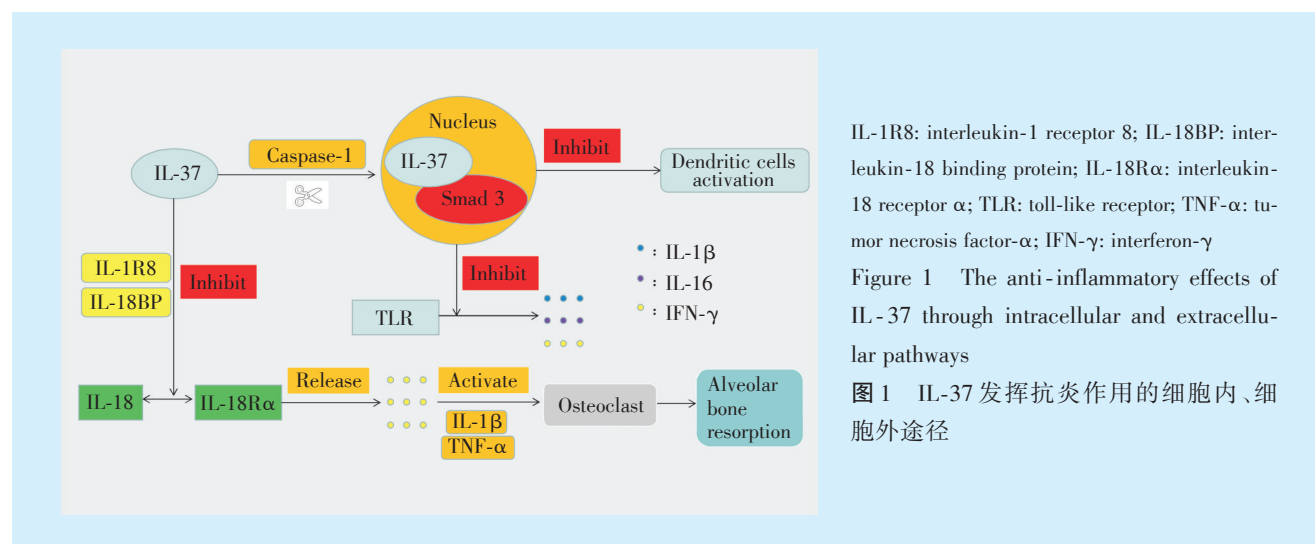 Nucleus
Caspase-1
IL-37
IL-37
Smad 3
Inhibit
Dendritic cells
activation
IL-1R8
IL-18BP
Inhibit
Inhibit
TLR
: IL-1β
: IL-16
: IFN-γ
IL-18
IL-18Rα
Release
Activate
IL-1β
TNF-α
Osteoclast
Alveolar
bone
resorption
IL-1R8: interleukin-1 receptor 8; IL-18BP: inter-
leukin-18 binding protein; IL-18Rα: interleukin-
18 receptor α; TLR: toll-like receptor; TNF-α: tu-
mor necrosis factor-α; IFN-γ: interferon-γ
Figure 1 The anti-inflammatory effects of
IL-37 through intracellular and extracellu-
lar pathways
图1 IL-37发挥抗炎作用的细胞内、细
胞外途径